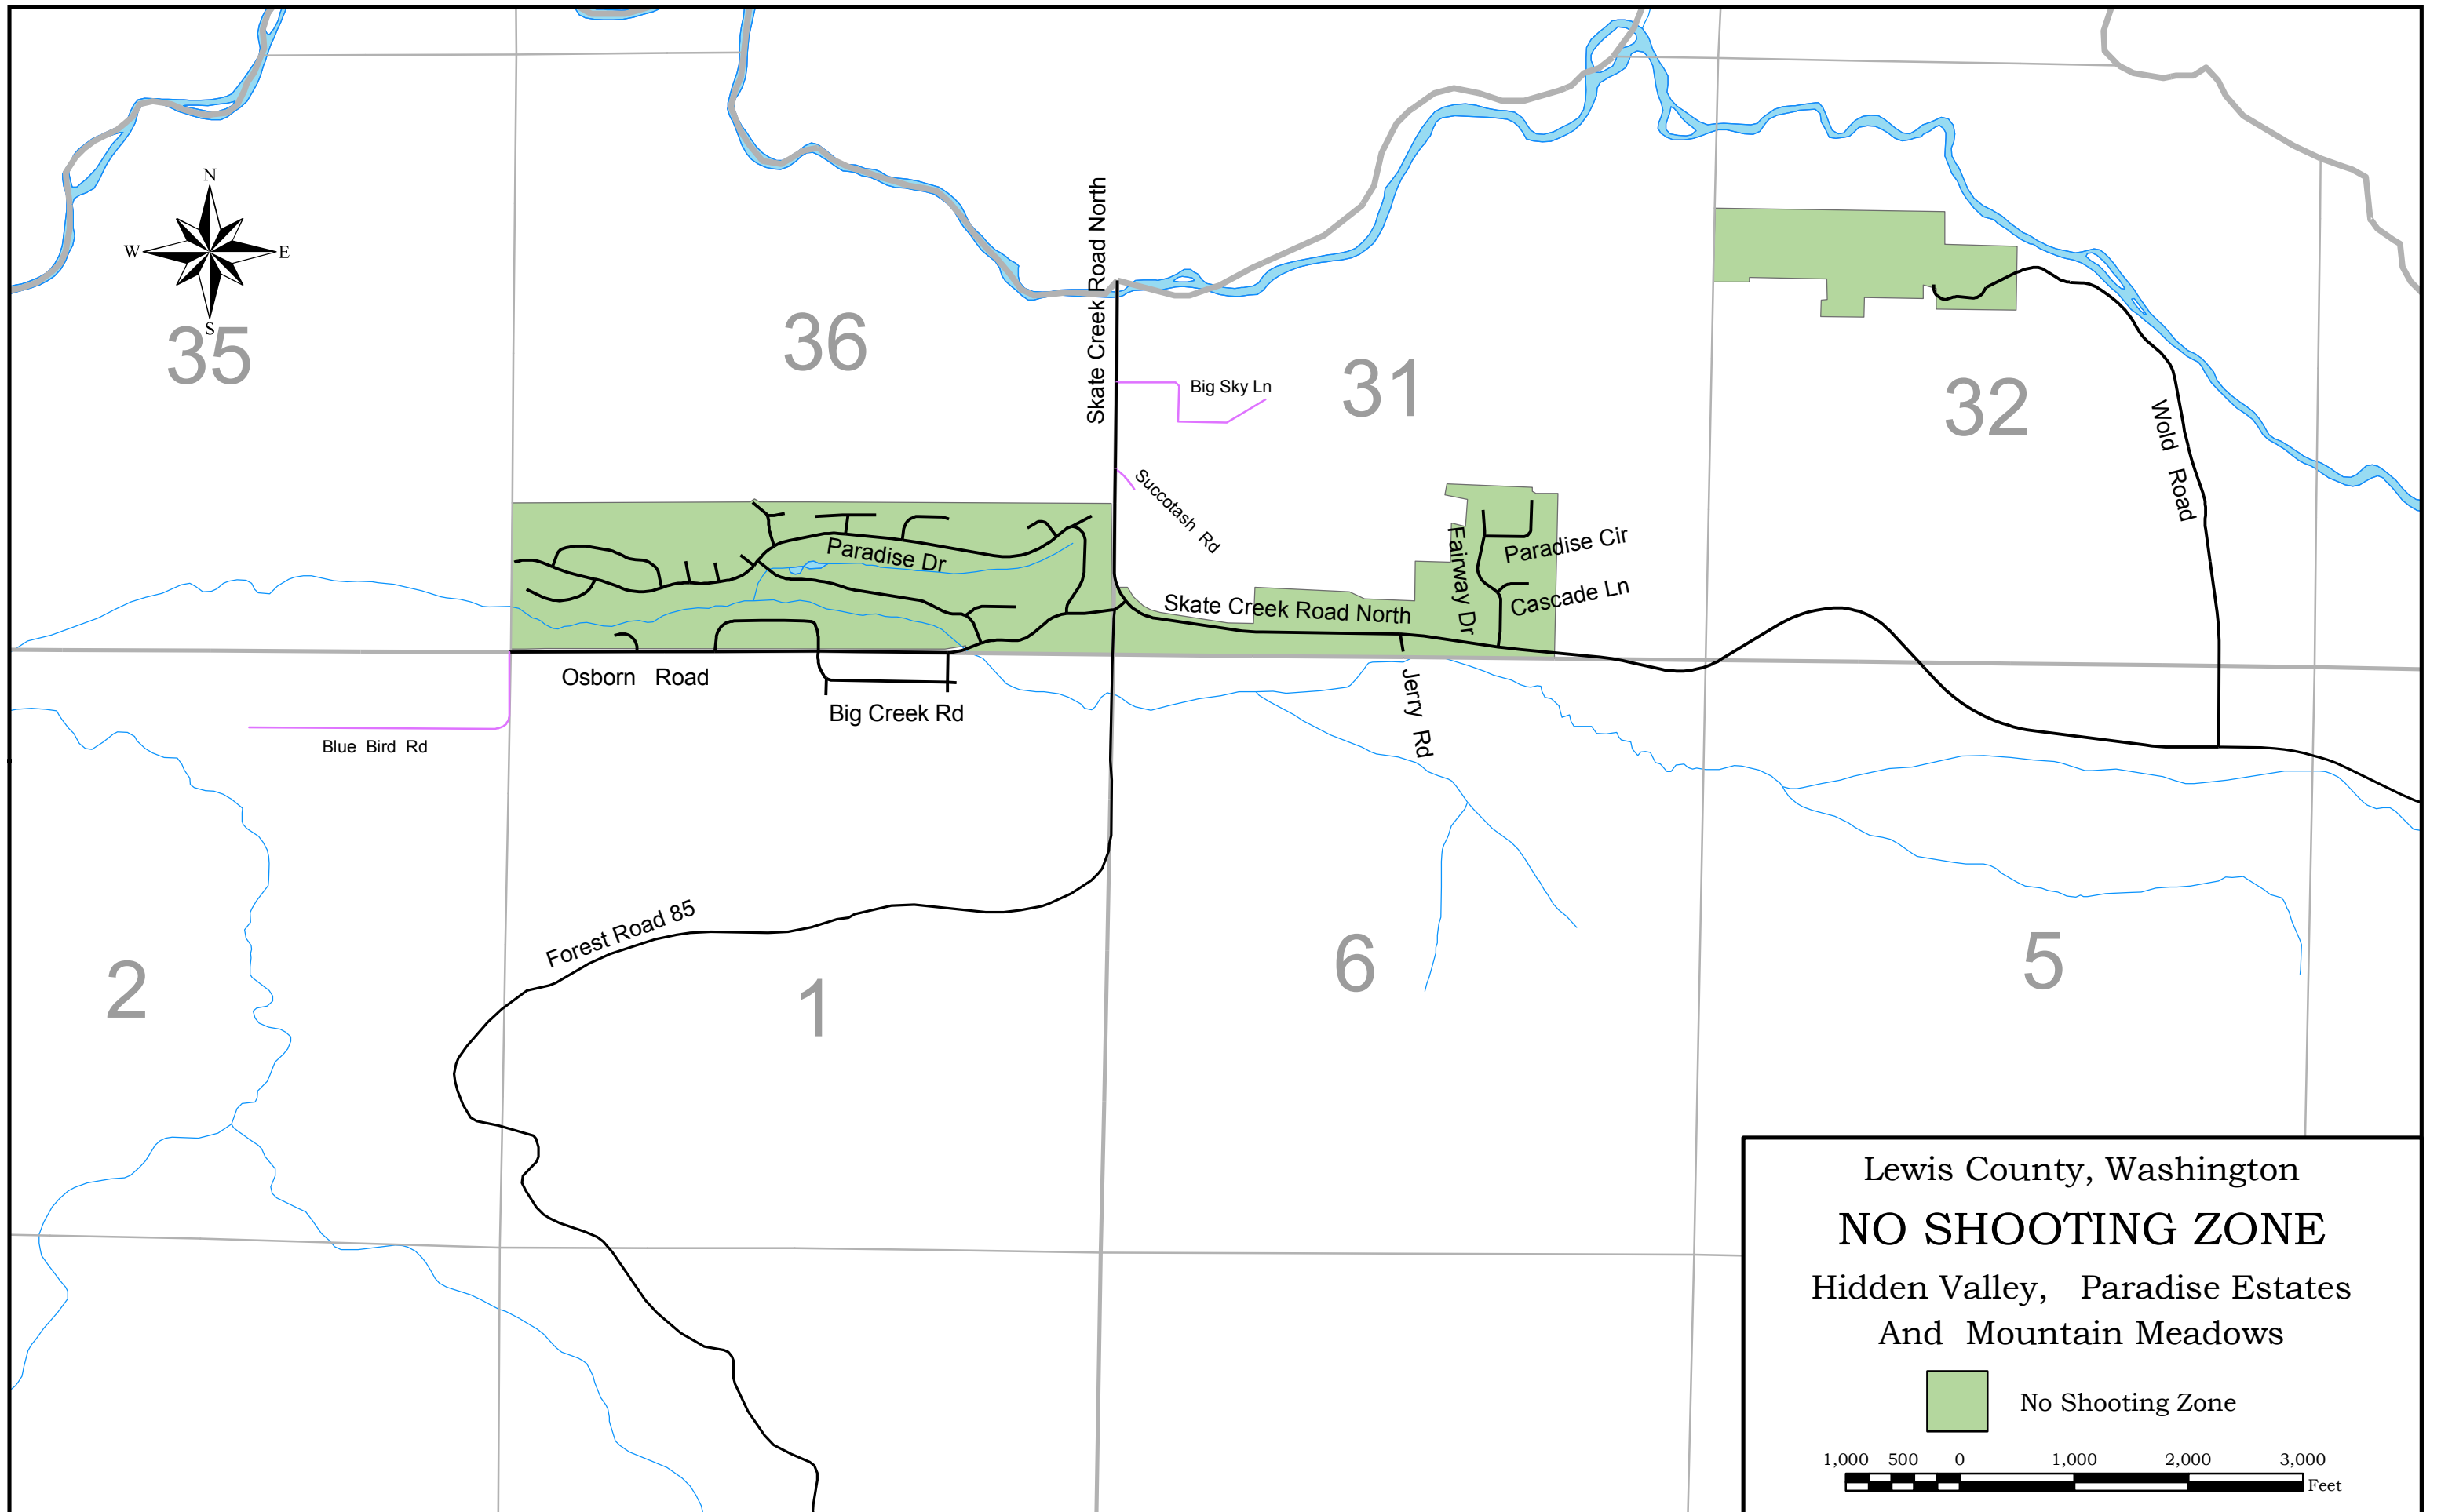 N
W E
S
35
36
31
32
Skate Creek Road North
Big Sky Ln
Succotash Rd
Wold Road
Paradise Dr
Fairway Dr
Paradise Cir
Cascade Ln
Skate Creek Road North
Osborn Road
Big Creek Rd
Jerry Rd
Blue Bird Rd
Forest Road 85
2
1
6
5
Lewis County, Washington
NO SHOOTING ZONE
Hidden Valley, Paradise Estates
And Mountain Meadows
No Shooting Zone
1,000 500 0 1,000 2,000 3,000
Feet